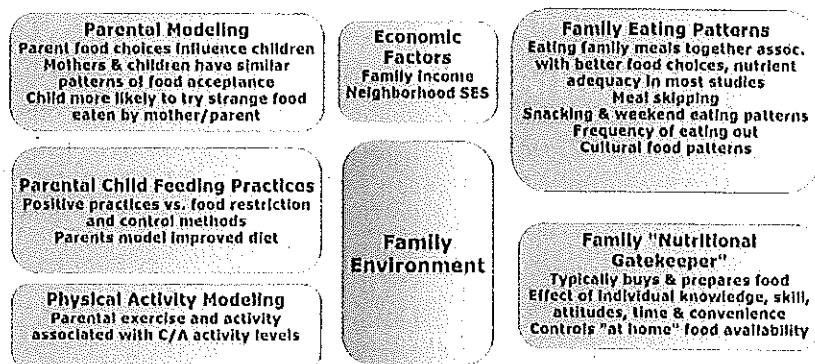 Parental Modeling
Parent food choices influence children
Mothers & children have similar
patterns of food acceptance
Child more likely to try strange food
eaten by mother/parent
Economic
Factors
Family Income
Neighborhood SES
Family Eating Patterns
Eating family meals together assoc.
with better food choices, nutrient
adequacy in most studies
Meal skipping
Snacking & weekend eating patterns
Frequency of eating out
Cultural food patterns
Parental Child Feeding Practices
Positive practices vs. food restriction
and control methods
Parents model improved diet
Family
Environment
Family "Nutritional
Gatekeeper"
Typically buys & prepares food
Effect of individual knowledge, skill,
attitudes, time & convenience
Controls "at home" food availability
Physical Activity Modeling
Parental exercise and activity
associated with C/A activity levels